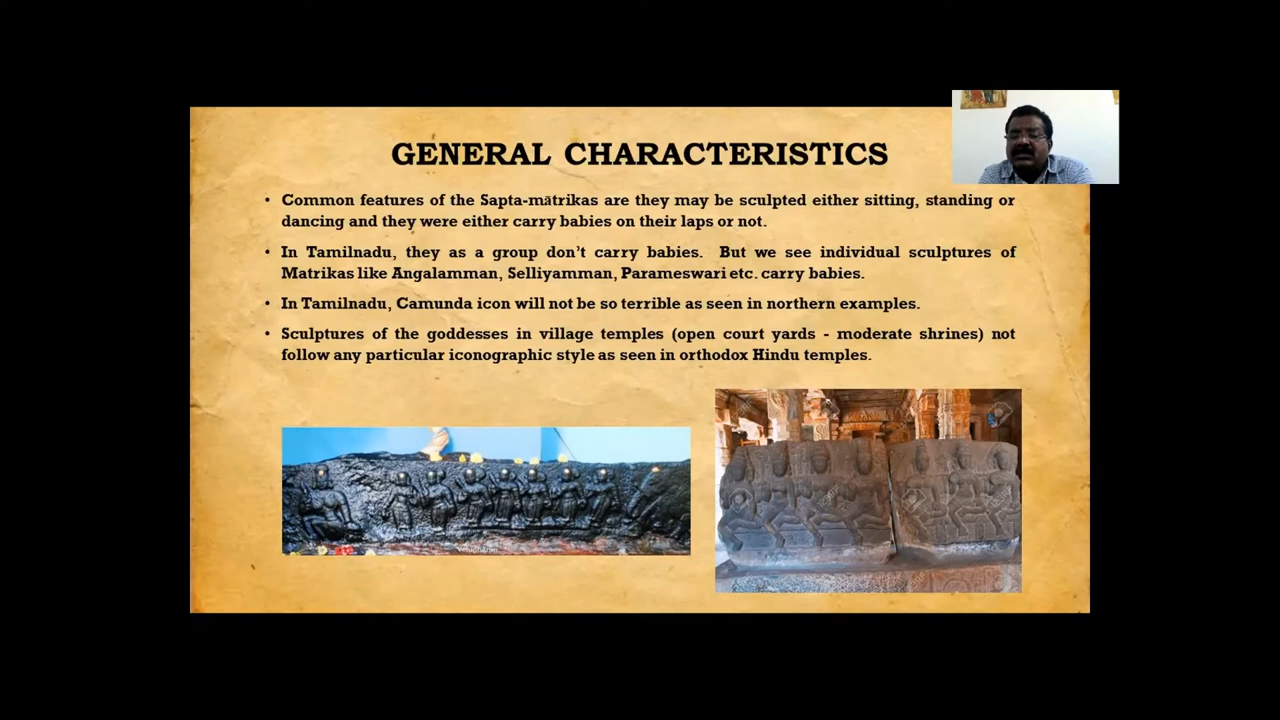 GENERAL CHARACTERISTICS
• Common features of the Sapta-mātrikas are they may be sculpted either sitting, standing or
dancing and they were either carry babies on their laps or not.
• In Tamilnadu, they as a group don't carry babies. But we see individual sculptures of
Matrikas like Angalamman, Selliyamman, Parameswari etc. carry babies.
• In Tamilnadu, Camunda icon will not be so terrible as seen in northern examples.
• Sculptures of the goddesses in village temples (open court yards - moderate shrines) not
follow any particular iconographic style as seen in orthodox Hindu temples.